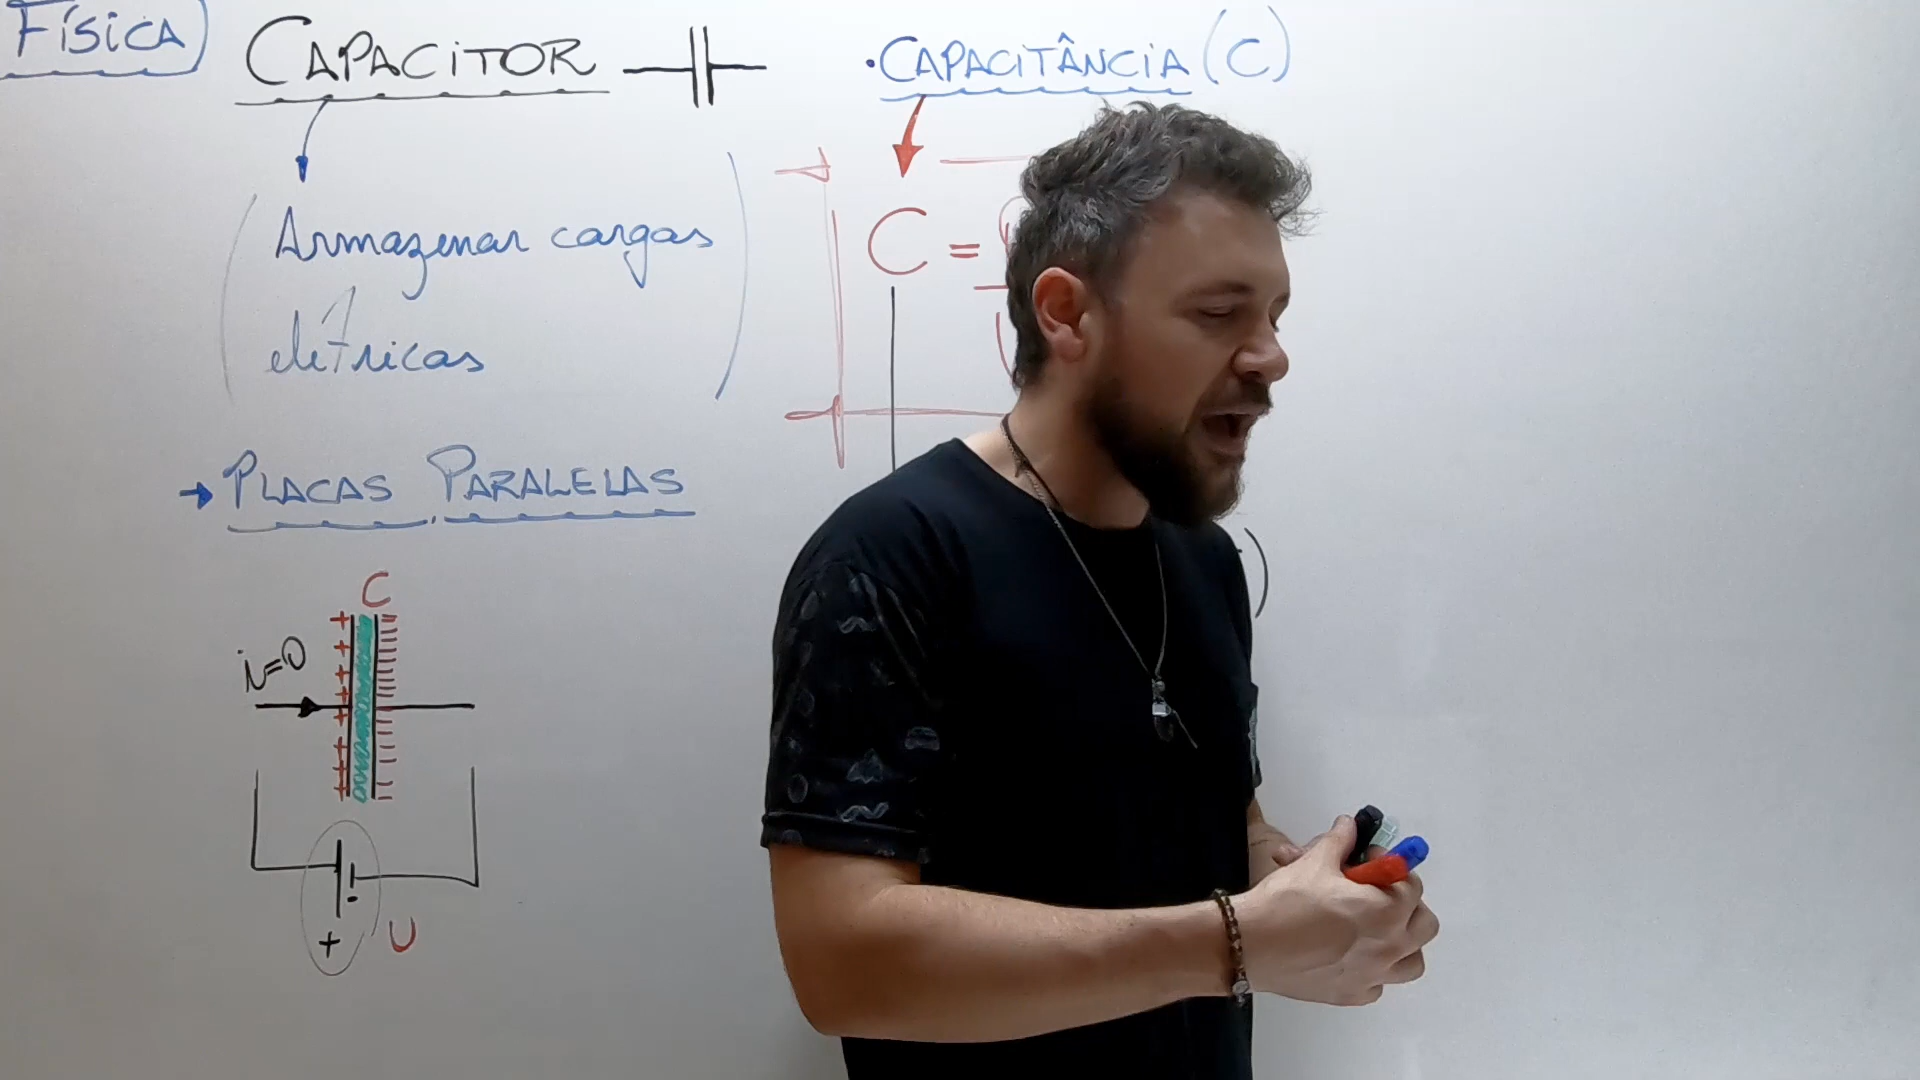 FÍSICA
CAPACITOR
Armazenar cargas
elétricas
→ PLACAS PARALELAS
C
i=0
+ U
• CAPACITÂNCIA (C)
C =